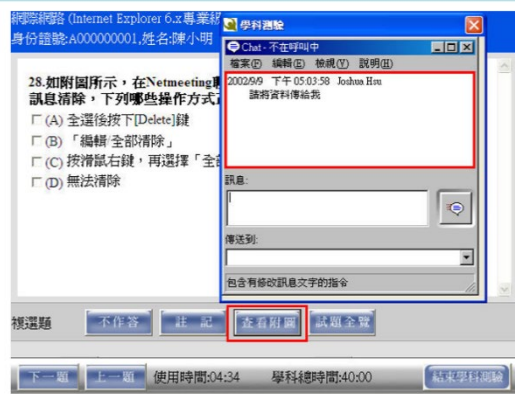 網際網路 (Internet Explorer 6.x專業級
身份證號:A000000001,姓名:陳小明
學科測驗
Chat - 不在呼叫中
檔案(F) 編輯(E) 檢視(V) 說明(H)
2002/9/9 下午 05:03:58 Joshua Hsu
請將資料傳給我
訊息:
傳送到:
包含有修改訊息文字的指令
28.如附圖所示，在Netmeeting
訊息清除，下列哪些操作方式
(A) 全選後按下[Delete]鍵
(B) 「編輯/全部清除」
(C) 按滑鼠右鍵，再選擇「全
(D) 無法清除
複選題
不作答
註 記
查看附圖
試題全覽
下一題
上一題
使用時間:04:34
學科總時間:40:00
結束學科測驗